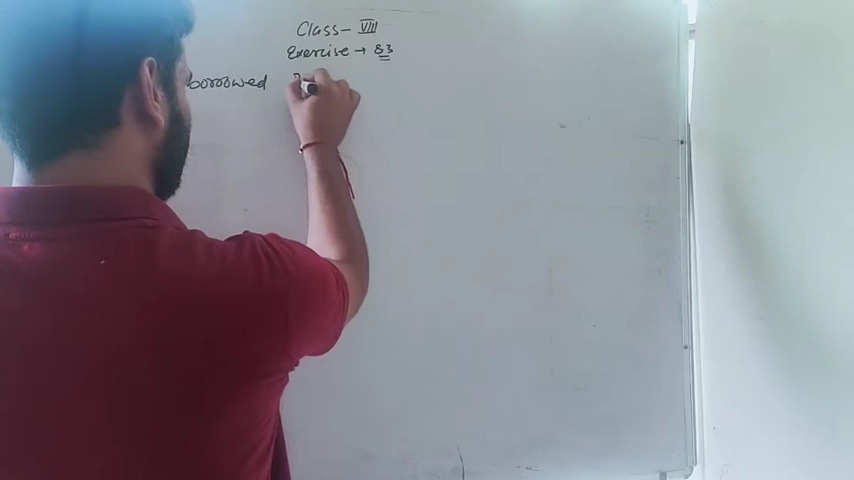 Class- VIII
Exercise → 83
borrowed